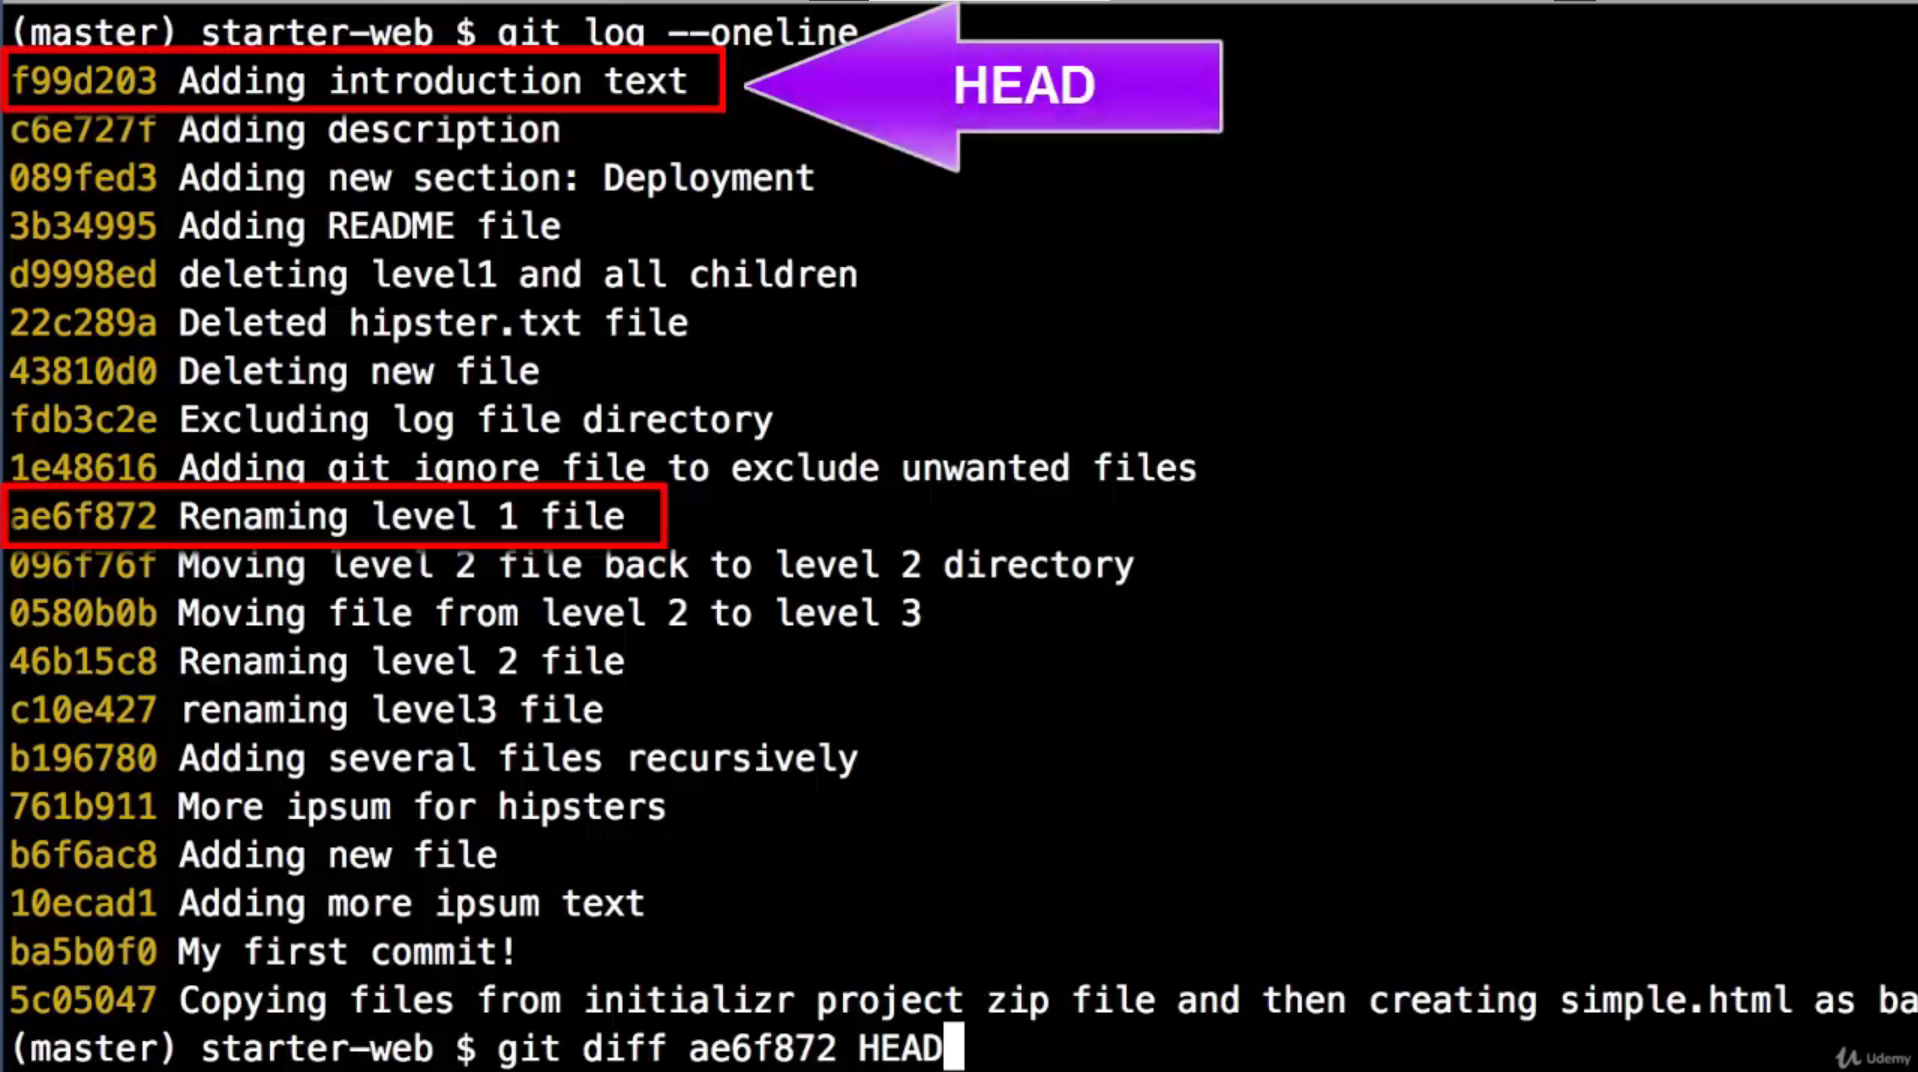 (master) starter-web $ git log --oneline
HEAD
f99d203 Adding introduction text
c6e727f Adding description
089fed3 Adding new section: Deployment
3b34995 Adding README file
d9998ed deleting level1 and all children
22c289a Deleted hipster.txt file
43810d0 Deleting new file
fdb3c2e Excluding log file directory
1e48616 Adding git ignore file to exclude unwanted files
ae6f872 Renaming level 1 file
096f76f Moving level 2 file back to level 2 directory
0580b0b Moving file from level 2 to level 3
46b15c8 Renaming level 2 file
c10e427 renaming level3 file
b196780 Adding several files recursively
761b911 More ipsum for hipsters
b6f6ac8 Adding new file
10ecad1 Adding more ipsum text
ba5b0f0 My first commit!
5c05047 Copying files from initializr project zip file and then creating simple.html as ba
(master) starter-web $ git diff ae6f872 HEAD
Udemy